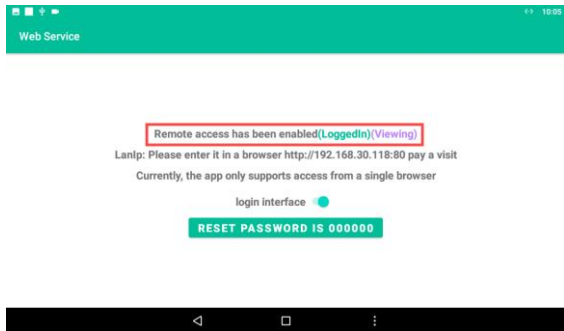 10:05
Web Service
Remote access has been enabled(LoggedIn)(Viewing)
LanIp: Please enter it in a browser http://192.168.30.118:80 pay a visit
Currently, the app only supports access from a single browser
login interface
RESET PASSWORD IS 000000